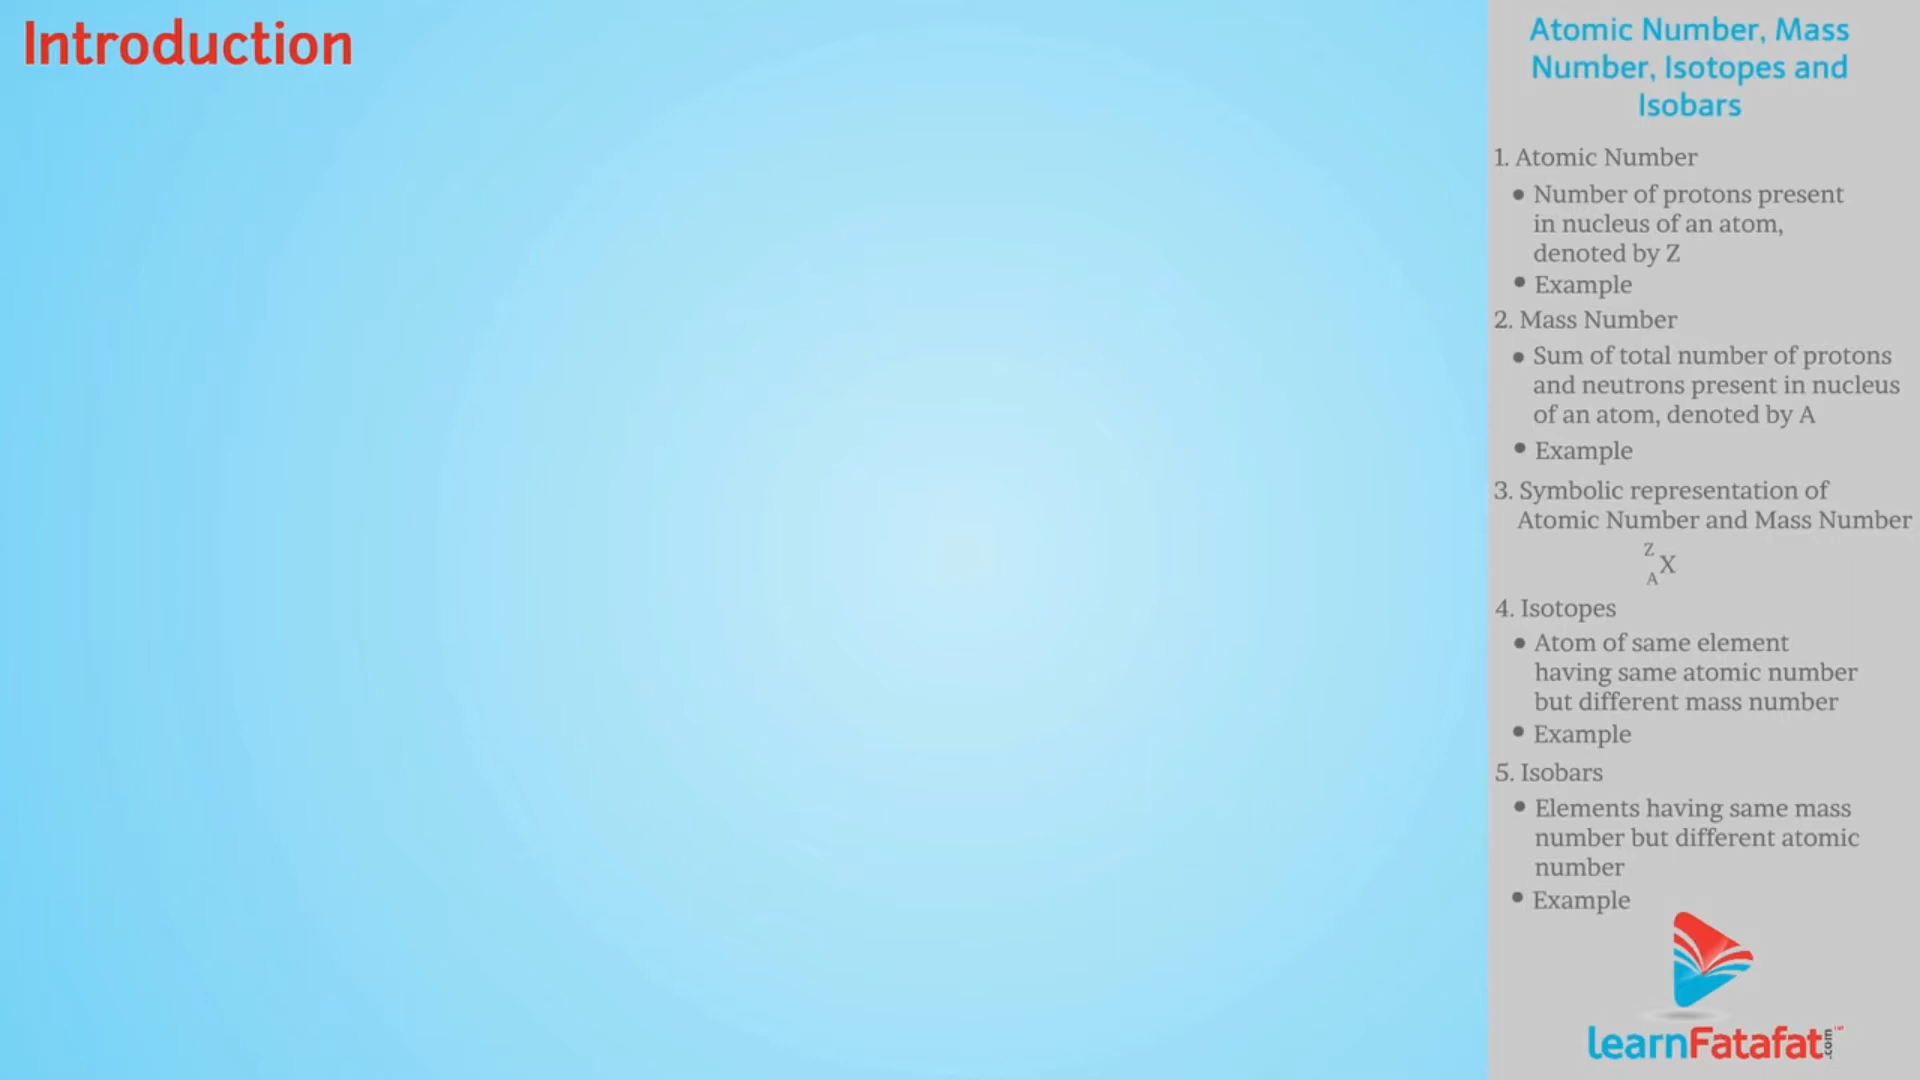 Introduction
Atomic Number, Mass
Number, Isotopes and
Isobars
1. Atomic Number
• Number of protons present
in nucleus of an atom,
denoted by Z
• Example
2. Mass Number
• Sum of total number of protons
and neutrons present in nucleus
of an atom, denoted by A
• Example
3. Symbolic representation of
Atomic Number and Mass Number
Z
X
A
4. Isotopes
• Atom of same element
having same atomic number
but different mass number
• Example
5. Isobars
• Elements having same mass
number but different atomic
number
• Example
learnFatafat.com